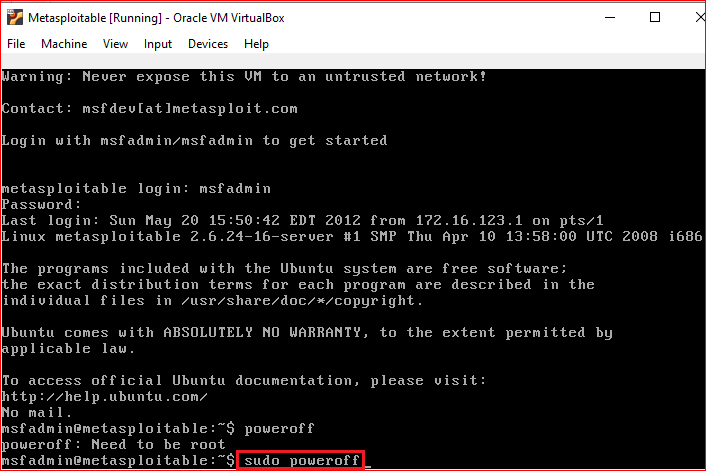 Metasploitable [Running] - Oracle VM VirtualBox
File Machine View Input Devices Help
Warning: Never expose this VM to an untrusted network!
Contact: msfdev[at]metasploit.com
Login with msfadmin/msfadmin to get started
metasploitable login: msfadmin
Password:
Last login: Sun May 20 15:50:42 EDT 2012 from 172.16.123.1 on pts/1
Linux metasploitable 2.6.24-16-server #1 SMP Thu Apr 10 13:58:00 UTC 2008 i686
The programs included with the Ubuntu system are free software;
the exact distribution terms for each program are described in the
individual files in /usr/share/doc/*/copyright.
Ubuntu comes with ABSOLUTELY NO WARRANTY, to the extent permitted by
applicable law.
To access official Ubuntu documentation, please visit:
http://help.ubuntu.com/
No mail.
msfadmin@metasploitable:~$ poweroff
poweroff: Need to be root
msfadmin@metasploitable:~$ sudo poweroff_